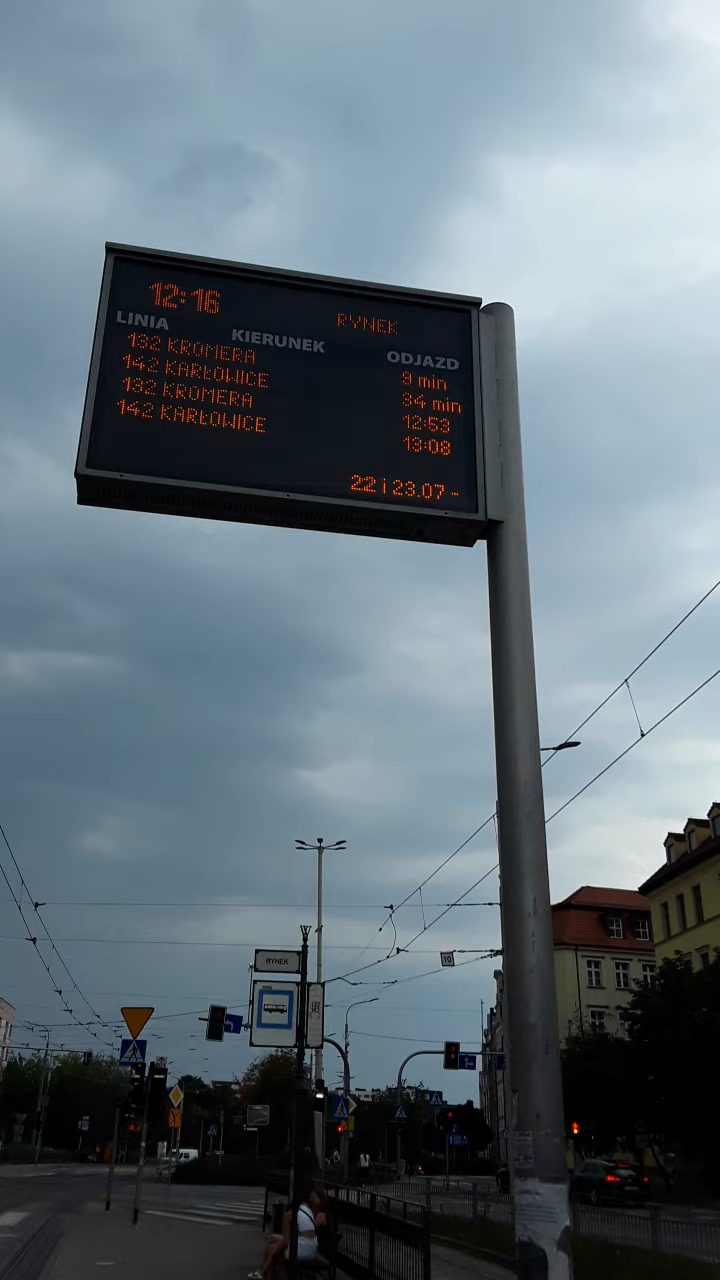 12:16 RYNEK
LINIA KIERUNEK ODJAZD
132 KROMERA 9 min
142 KARŁOWICE 34 min
132 KROMERA 12:53
142 KARŁOWICE 13:08
22 i 23.07 -
RYNEK
10